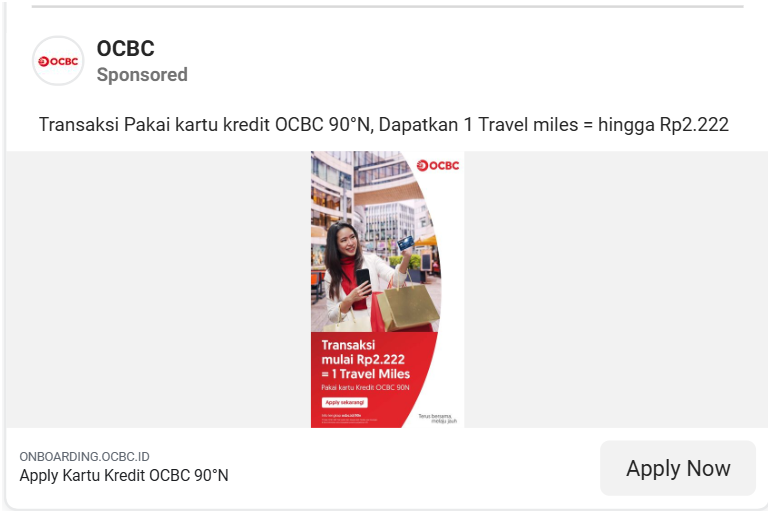 OCBC
OCBC
Sponsored
Transaksi Pakai kartu kredit OCBC 90°N, Dapatkan 1 Travel miles = hingga Rp2.222
OCBC
Transaksi
mulai Rp2.222
= 1 Travel Miles
Pakai kartu Kredit OCBC 90N
Apply sekarang!
Terus bersama
melaju jauh
ONBOARDING.OCBC.ID
Apply Kartu Kredit OCBC 90°N
Apply Now